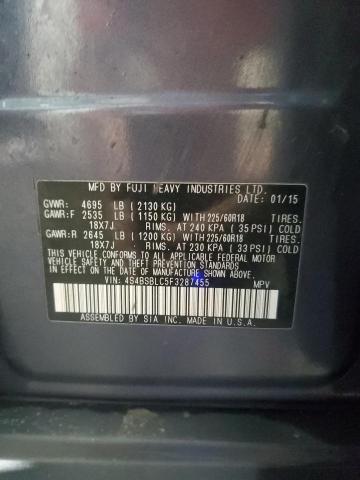 MFD BY FUJI HEAVY INDUSTRIES LTD.
DATE 01/15
GVWR: 4695 LB (2130 KG)
GAWR:F 2535 LB (1150 KG) WITH 225/60R18 TIRES.
18X7J RIMS, AT 240 KPA (35 PSI) COLD
GAWR:R 2645 LB (1200 KG) WITH 225/60R18 TIRES.
18X7J RIMS, AT 230 KPA (33 PSI) COLD
THIS VEHICLE CONFORMS TO ALL APPLICABLE FEDERAL MOTOR
VEHICLE SAFETY AND THEFT PREVENTION STANDARDS
IN EFFECT ON THE DATE OF MANUFACTURE SHOWN ABOVE.
VIN: 4S4BSBLC5F3287455 MPV
ASSEMBLED BY SIA INC. MADE IN U.S.A.